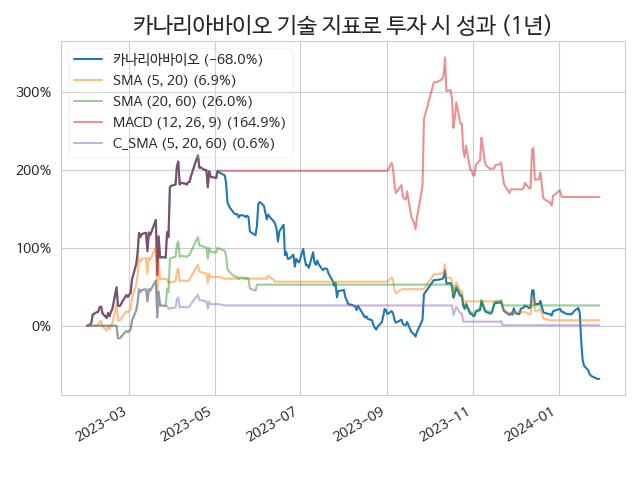 카나리아바이오 기술 지표로 투자 시 성과 (1년)
카나리아바이오 (-68.0%)
SMA (5, 20) (6.9%)
SMA (20, 60) (26.0%)
MACD (12, 26, 9) (164.9%)
C_SMA (5, 20, 60) (0.6%)
300%
200%
100%
0%
2023-03
2023-05
2023-07
2023-09
2023-11
2024-01